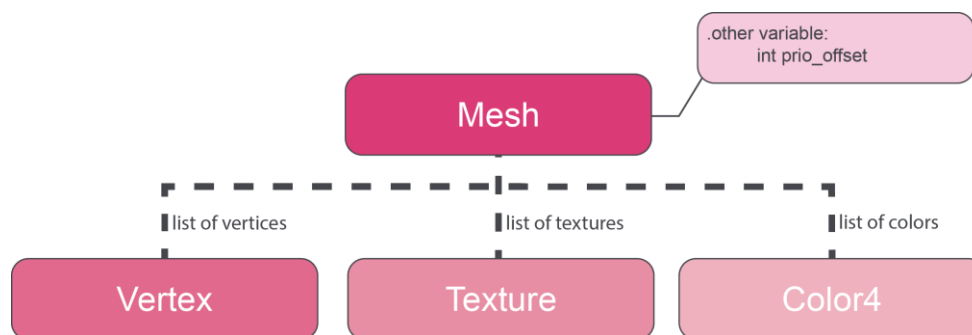 .other variable:
int prio_offset
Mesh
list of vertices
list of textures
list of colors
Vertex
Texture
Color4